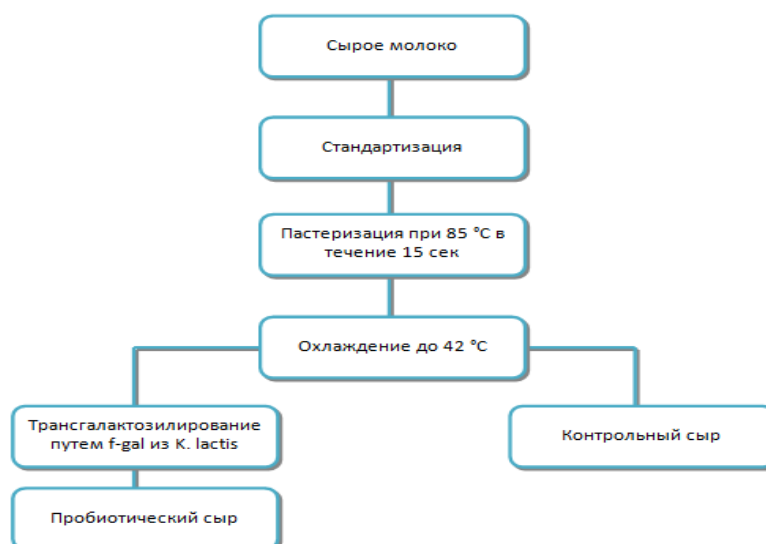 Сырое молоко
Стандартизация
Пастеризация при 85 °С в
течение 15 сек
Охлаждение до 42 °С
Трансгалактозилирование
путем f-gal из K. lactis
Контрольный сыр
Пробиотический сыр